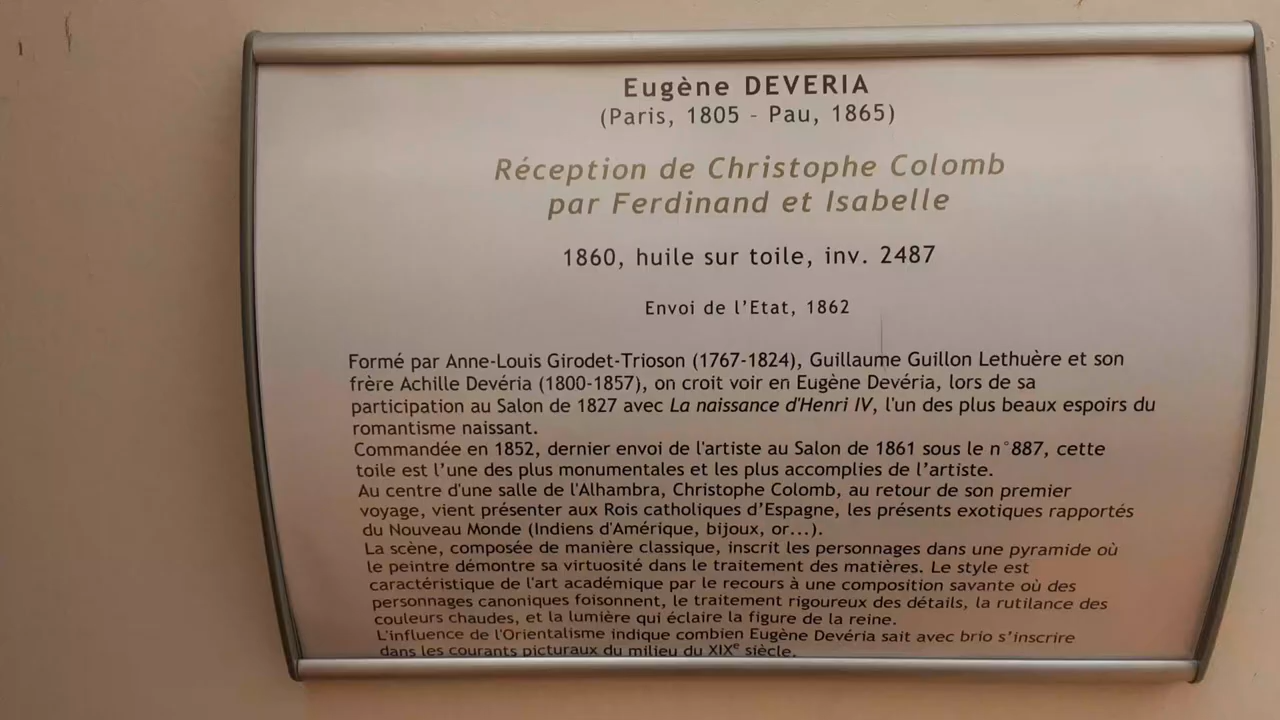 Eugène DEVERIA
(Paris, 1805 - Pau, 1865)
Réception de Christophe Colomb
par Ferdinand et Isabelle
1860, huile sur toile, inv. 2487
Envoi de l'Etat, 1862
Formé par Anne-Louis Girodet-Trioson (1767-1824), Guillaume Guillon Lethuère et son
frère Achille Devéria (1800-1857), on croit voir en Eugène Devéria, lors de sa
participation au Salon de 1827 avec La naissance d'Henri IV, l'un des plus beaux espoirs du
romantisme naissant.
Commandée en 1852, dernier envoi de l'artiste au Salon de 1861 sous le n°887, cette
toile est l'une des plus monumentales et les plus accomplies de l'artiste.
Au centre d'une salle de l'Alhambra, Christophe Colomb, au retour de son premier
voyage, vient présenter aux Rois catholiques d'Espagne, les présents exotiques rapportés
du Nouveau Monde (Indiens d'Amérique, bijoux, or...).
La scène, composée de manière classique, inscrit les personnages dans une pyramide où
le peintre démontre sa virtuosité dans le traitement des matières. Le style est
caractéristique de l'art académique par le recours à une composition savante où des
personnages canoniques foisonnent, le traitement rigoureux des détails, la rutilance des
couleurs chaudes, et la lumière qui éclaire la figure de la reine.
L'influence de l'Orientalisme indique combien Eugène Devéria sait avec brio s'inscrire
dans les courants picturaux du milieu du XIXe siècle.